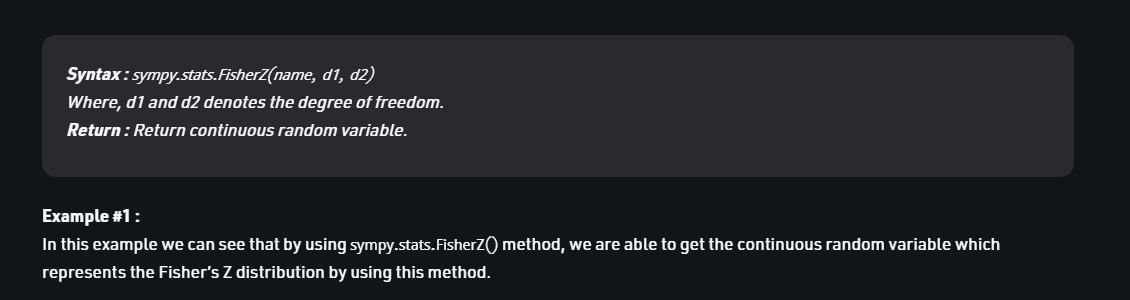 Syntax : sympy.stats.FisherZ(name, d1, d2)
Where, d1 and d2 denotes the degree of freedom.
Return : Return continuous random variable.
Example #1 :
In this example we can see that by using sympy.stats.FisherZ() method, we are able to get the continuous random variable which
represents the Fisher’s Z distribution by using this method.